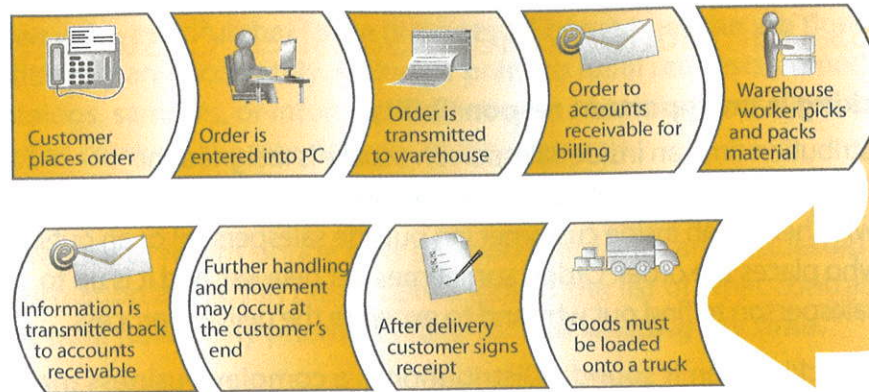 Customer
places order
Order is
entered into PC
Order is
transmitted
to warehouse
Order to
accounts
receivable for
billing
Warehouse
worker picks
and packs
material
Goods must
be loaded
onto a truck
After delivery
customer signs
receipt
Further handling
and movement
may occur at
the customer's
end
Information is
transmitted back
to accounts
receivable